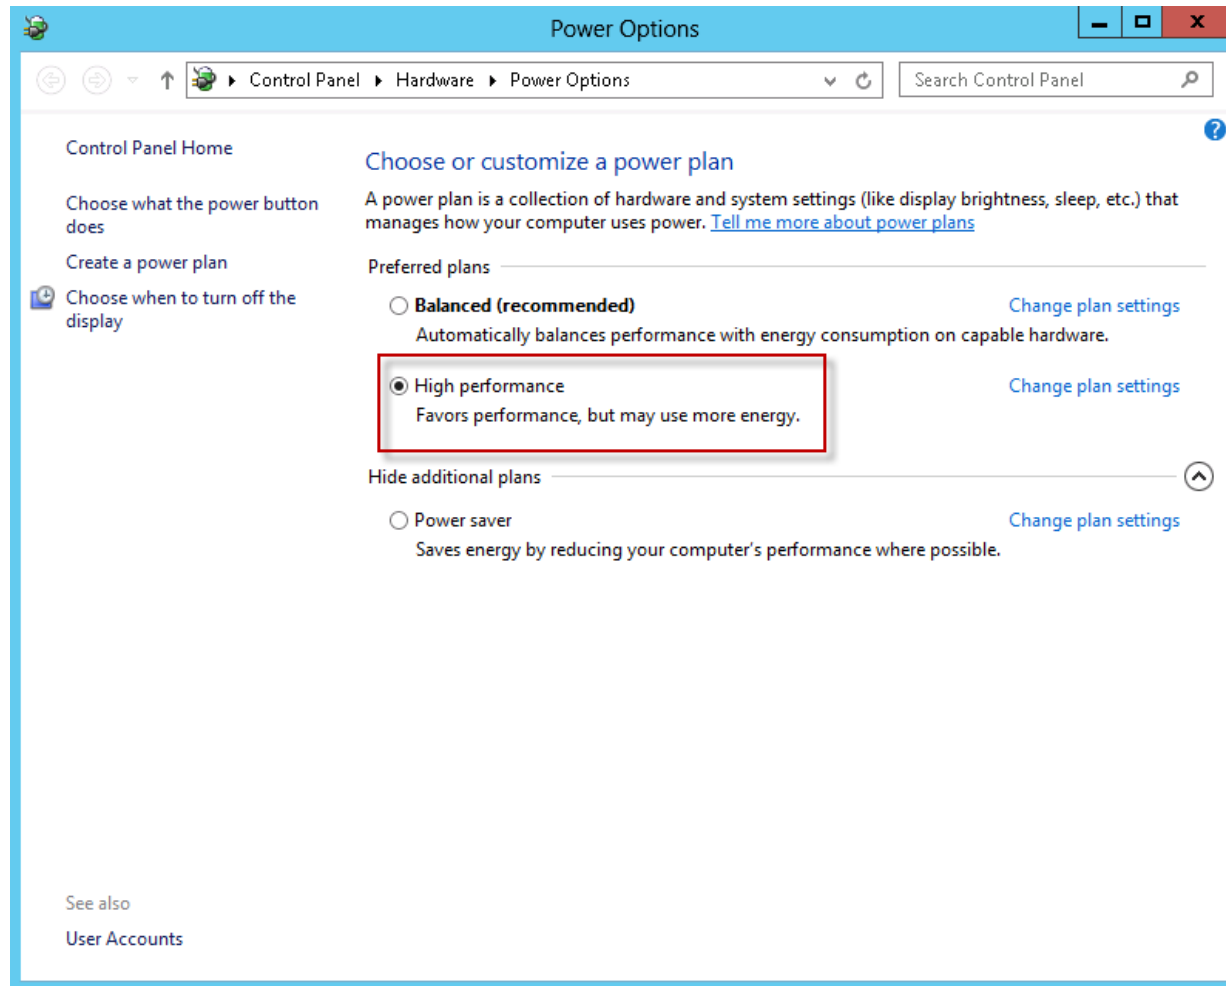 Power Options
Control Panel Hardware Power Options
Search Control Panel
Control Panel Home
Choose what the power button
does
Create a power plan
Choose when to turn off the
display
Choose or customize a power plan
A power plan is a collection of hardware and system settings (like display brightness, sleep, etc.) that
manages how your computer uses power. Tell me more about power plans
Preferred plans
Balanced (recommended) Change plan settings
Automatically balances performance with energy consumption on capable hardware.
High performance Change plan settings
Favors performance, but may use more energy.
Hide additional plans
Power saver Change plan settings
Saves energy by reducing your computer's performance where possible.
See also
User Accounts